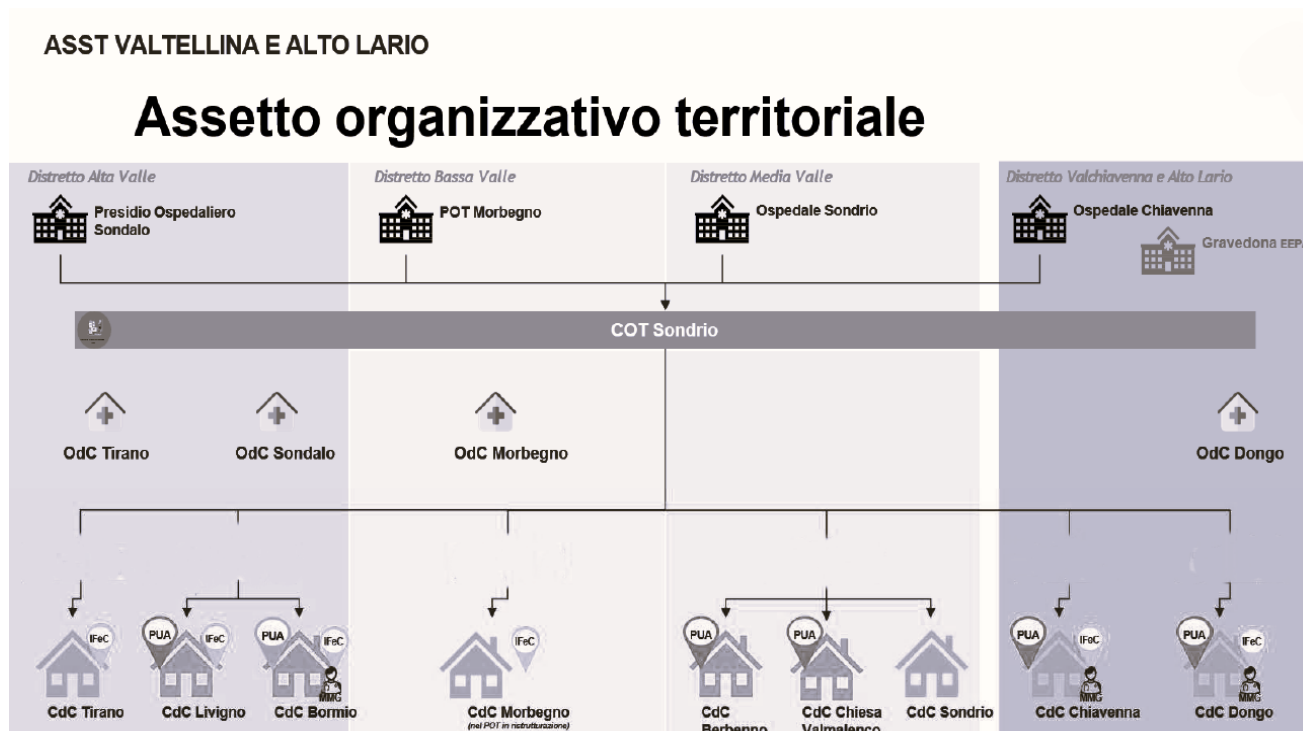 ASST VALTELLINA E ALTO LARIO
Assetto organizzativo territoriale
Distretto Alta Valle
Distretto Bassa Valle
Distretto Media Valle
Distretto Valchiavenna e Alto Lario
Presidio Ospedaliero
Sondalo
POT Morbegno
Ospedale Sondrio
Ospedale Chiavenna
Gravedona EEPA
COT Sondrio
OdC Tirano
OdC Sondalo
OdC Morbegno
OdC Dongo
IFeC
PUA
IFeC
PUA
IFeC
MMG
IFeC
PUA
PUA
PUA
IFeC
MMG
PUA
IFeC
MMG
CdC Tirano
CdC Livigno
CdC Bormio
CdC Morbegno
(nel POT in ristrutturazione)
CdC
Berbenno
CdC Chiesa
Valmalenco
CdC Sondrio
CdC Chiavenna
CdC Dongo